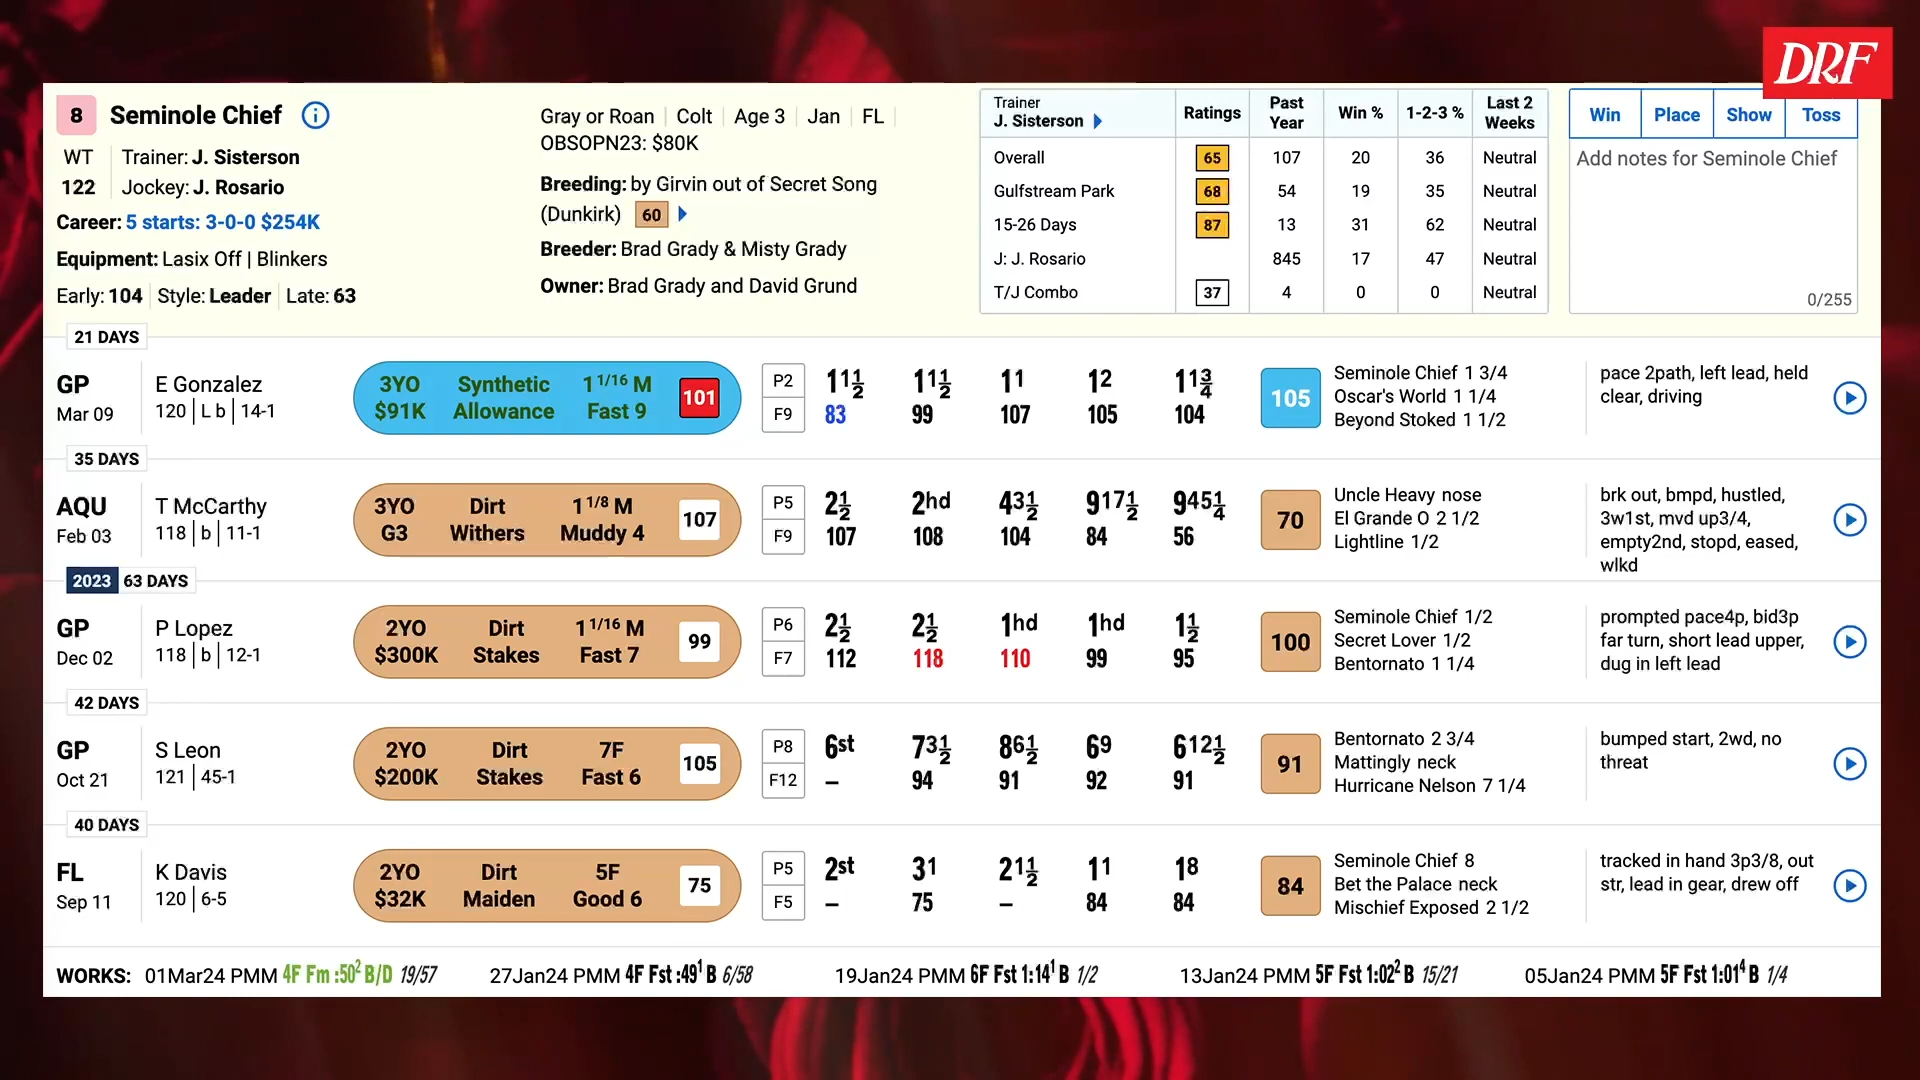 DRF
8 Seminole Chief i
WT Trainer: J. Sisterson
122 Jockey: J. Rosario
Career: 5 starts: 3-0-0 $254K
Equipment: Lasix Off | Blinkers
Early: 104 Style: Leader Late: 63
Gray or Roan Colt Age 3 Jan FL
OBSOPN23: $80K
Breeding: by Girvin out of Secret Song
(Dunkirk) 60
Breeder: Brad Grady & Misty Grady
Owner: Brad Grady and David Grund
Trainer
J. Sisterson Ratings Past Year Win % 1-2-3 % Last 2 Weeks
Overall 65 107 20 36 Neutral
Gulfstream Park 68 54 19 35 Neutral
15-26 Days 87 13 31 62 Neutral
J: J. Rosario 845 17 47 Neutral
T/J Combo 37 4 0 0 Neutral
Win Place Show Toss
Add notes for Seminole Chief
0/255
21 DAYS
GP E Gonzalez 3YO Synthetic 1 1/16 M 101 P2 1 1½ 1 1½ 1 1 1 2 1 1¾ 105
Mar 09 120 | L b | 14-1 $91K Allowance Fast 9 F9 83 99 107 105 104
Seminole Chief 1 3/4
Oscar's World 1 1/4
Beyond Stoked 1 1/2
pace 2path, left lead, held
clear, driving
35 DAYS
AQU T McCarthy 3YO Dirt 1 1/8 M 107 P5 2½ 2hd 43½ 917½ 945¼ 70
Feb 03 118 | b | 11-1 G3 Withers Muddy 4 F9 107 108 104 84 56
Uncle Heavy nose
El Grande O 2 1/2
Lightline 1/2
brk out, bmpd, hustled,
3w1st, mvd up3/4,
empty2nd, stopd, eased,
wlkd
2023 63 DAYS
GP P Lopez 2YO Dirt 1 1/16 M 99 P6 2½ 2½ 1hd 1hd 1½ 100
Dec 02 118 | b | 12-1 $300K Stakes Fast 7 F7 112 118 110 99 95
Seminole Chief 1/2
Secret Lover 1/2
Bentornato 1 1/4
prompted pace4p, bid3p
far turn, short lead upper,
dug in left lead
42 DAYS
GP S Leon 2YO Dirt 7F 105 P8 6st 73½ 86½ 69 612½ 91
Oct 21 121 | 45-1 $200K Stakes Fast 6 F12 – 94 91 92 91
Bentornato 2 3/4
Mattingly neck
Hurricane Nelson 7 1/4
bumped start, 2wd, no
threat
40 DAYS
FL K Davis 2YO Dirt 5F 75 P5 2st 31 21½ 11 18 84
Sep 11 120 | 6-5 $32K Maiden Good 6 F5 – 75 – 84 84
Seminole Chief 8
Bet the Palace neck
Mischief Exposed 2 1/2
tracked in hand 3p3/8, out
str, lead in gear, drew off
WORKS: 01Mar24 PMM 4F Fm :50² B/D 19/57 27Jan24 PMM 4F Fst :49¹ B 6/58 19Jan24 PMM 6F Fst 1:14¹ B 1/2 13Jan24 PMM 5F Fst 1:02² B 15/21 05Jan24 PMM 5F Fst 1:01⁴ B 1/4